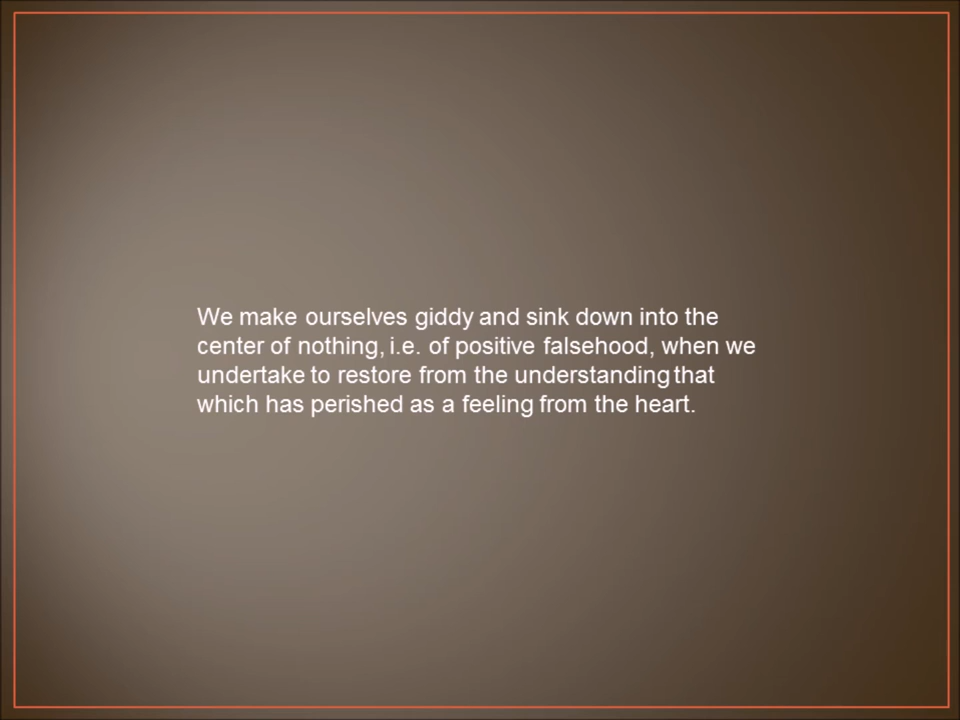 We make ourselves giddy and sink down into the
center of nothing, i.e. of positive falsehood, when we
undertake to restore from the understanding that
which has perished as a feeling from the heart.